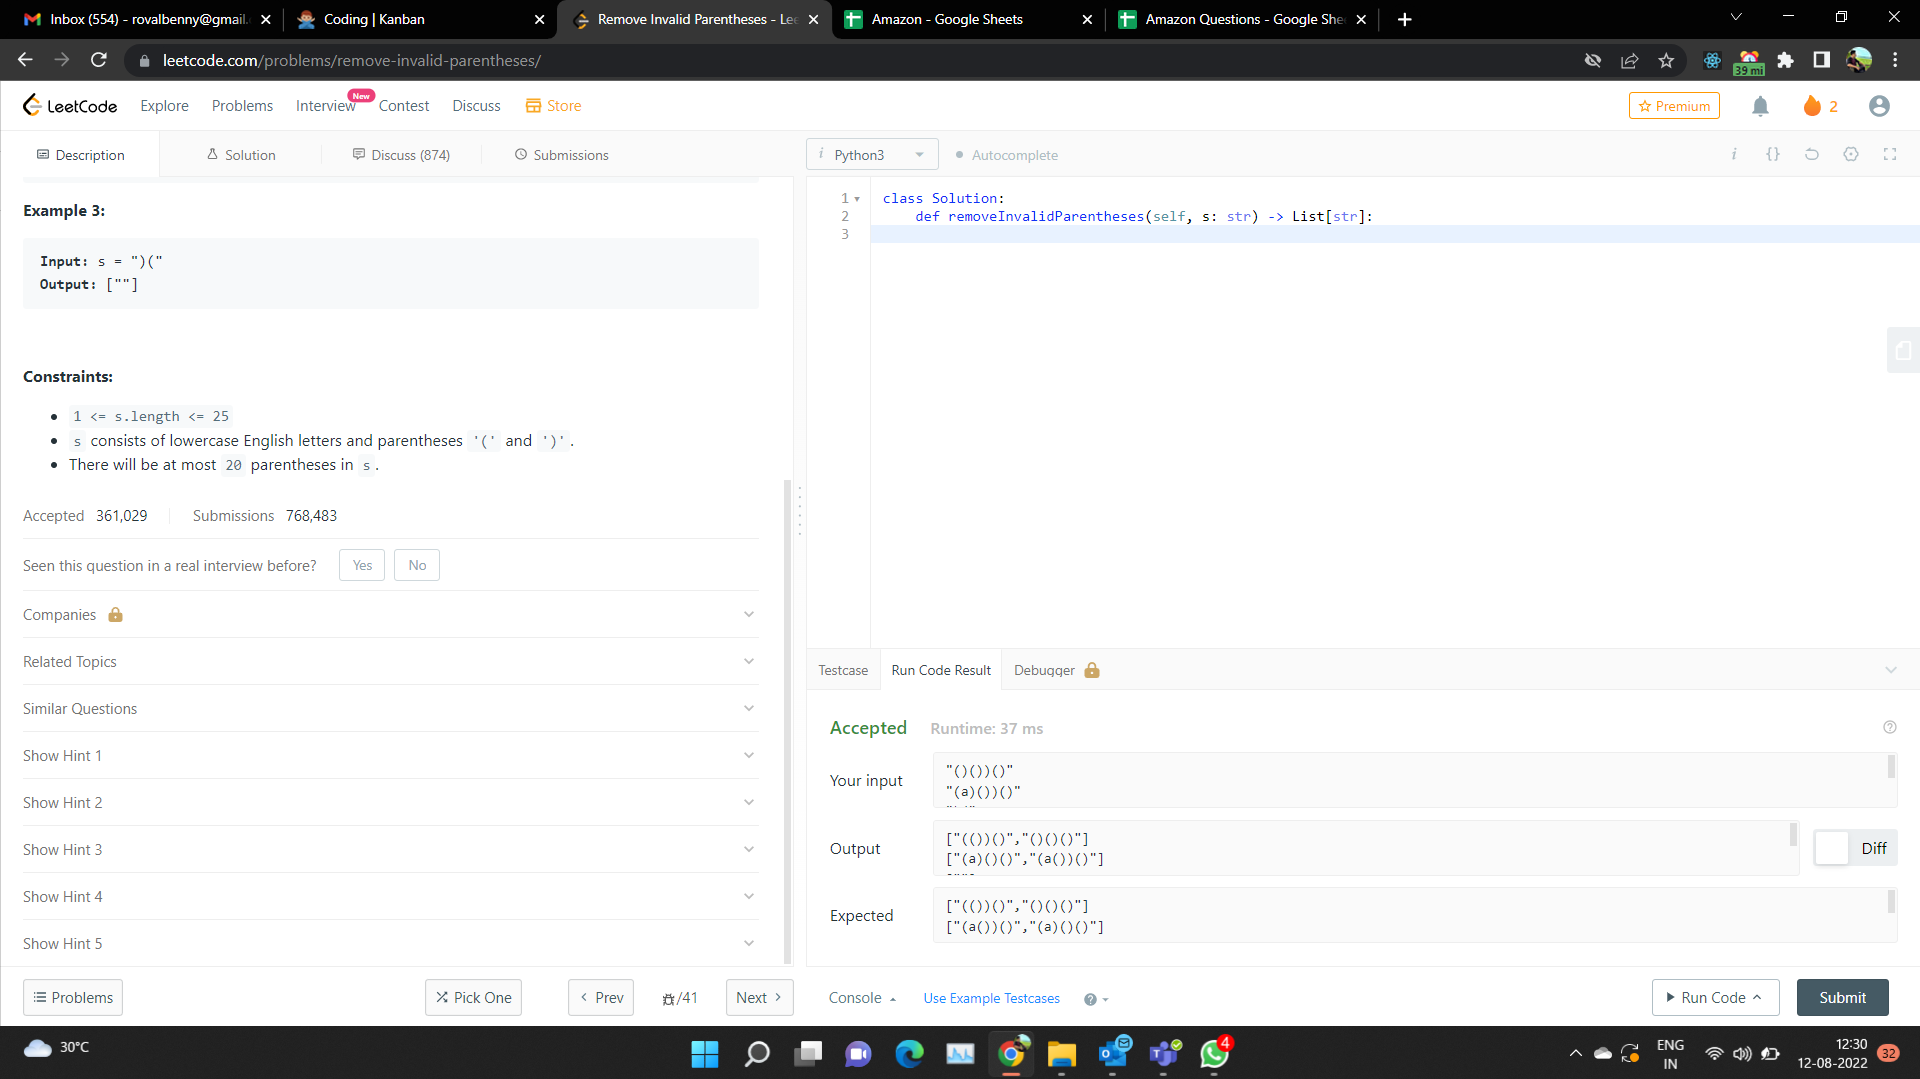 Inbox (554) - rovalbenny@gmail.
Coding | Kanban
Remove Invalid Parentheses - Lee
Amazon - Google Sheets
Amazon Questions - Google She
leetcode.com/problems/remove-invalid-parentheses/
39 mi
LeetCode
Explore
Problems
Interview
New
Contest
Discuss
Store
Premium
2
Description
Solution
Discuss (874)
Submissions
i Python3
Autocomplete
i {}
Example 3:
Input: s = ")("
Output: [""]
Constraints:
1 <= s.length <= 25
s consists of lowercase English letters and parentheses '(' and ')'.
There will be at most 20 parentheses in s.
Accepted 361,029
Submissions 768,483
Seen this question in a real interview before?
Yes
No
Companies
Related Topics
Similar Questions
Show Hint 1
Show Hint 2
Show Hint 3
Show Hint 4
Show Hint 5
1 class Solution:
2 def removeInvalidParentheses(self, s: str) -> List[str]:
3
Testcase
Run Code Result
Debugger
Accepted
Runtime: 37 ms
Your input
"()())()"
"(a)())()"
Output
["(())()","()()()"]
["(a)()()","(a())()"]
Diff
Expected
["(())()","()()()"]
["(a())()","(a)()()"]
Problems
Pick One
Prev
/41
Next
Console
Use Example Testcases
Run Code
Submit
30°C
4
ENG
IN
12:30
12-08-2022
32